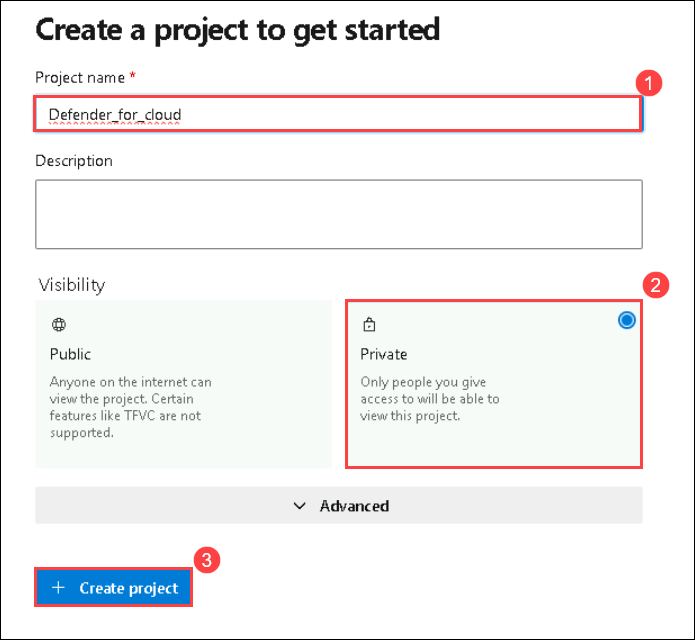 Create a project to get started
Project name *
1
Defender_for_cloud
Description
Visibility
2
Public
Anyone on the internet can
view the project. Certain
features like TFVC are not
supported.
Private
Only people you give
access to will be able to
view this project.
Advanced
3
+ Create project